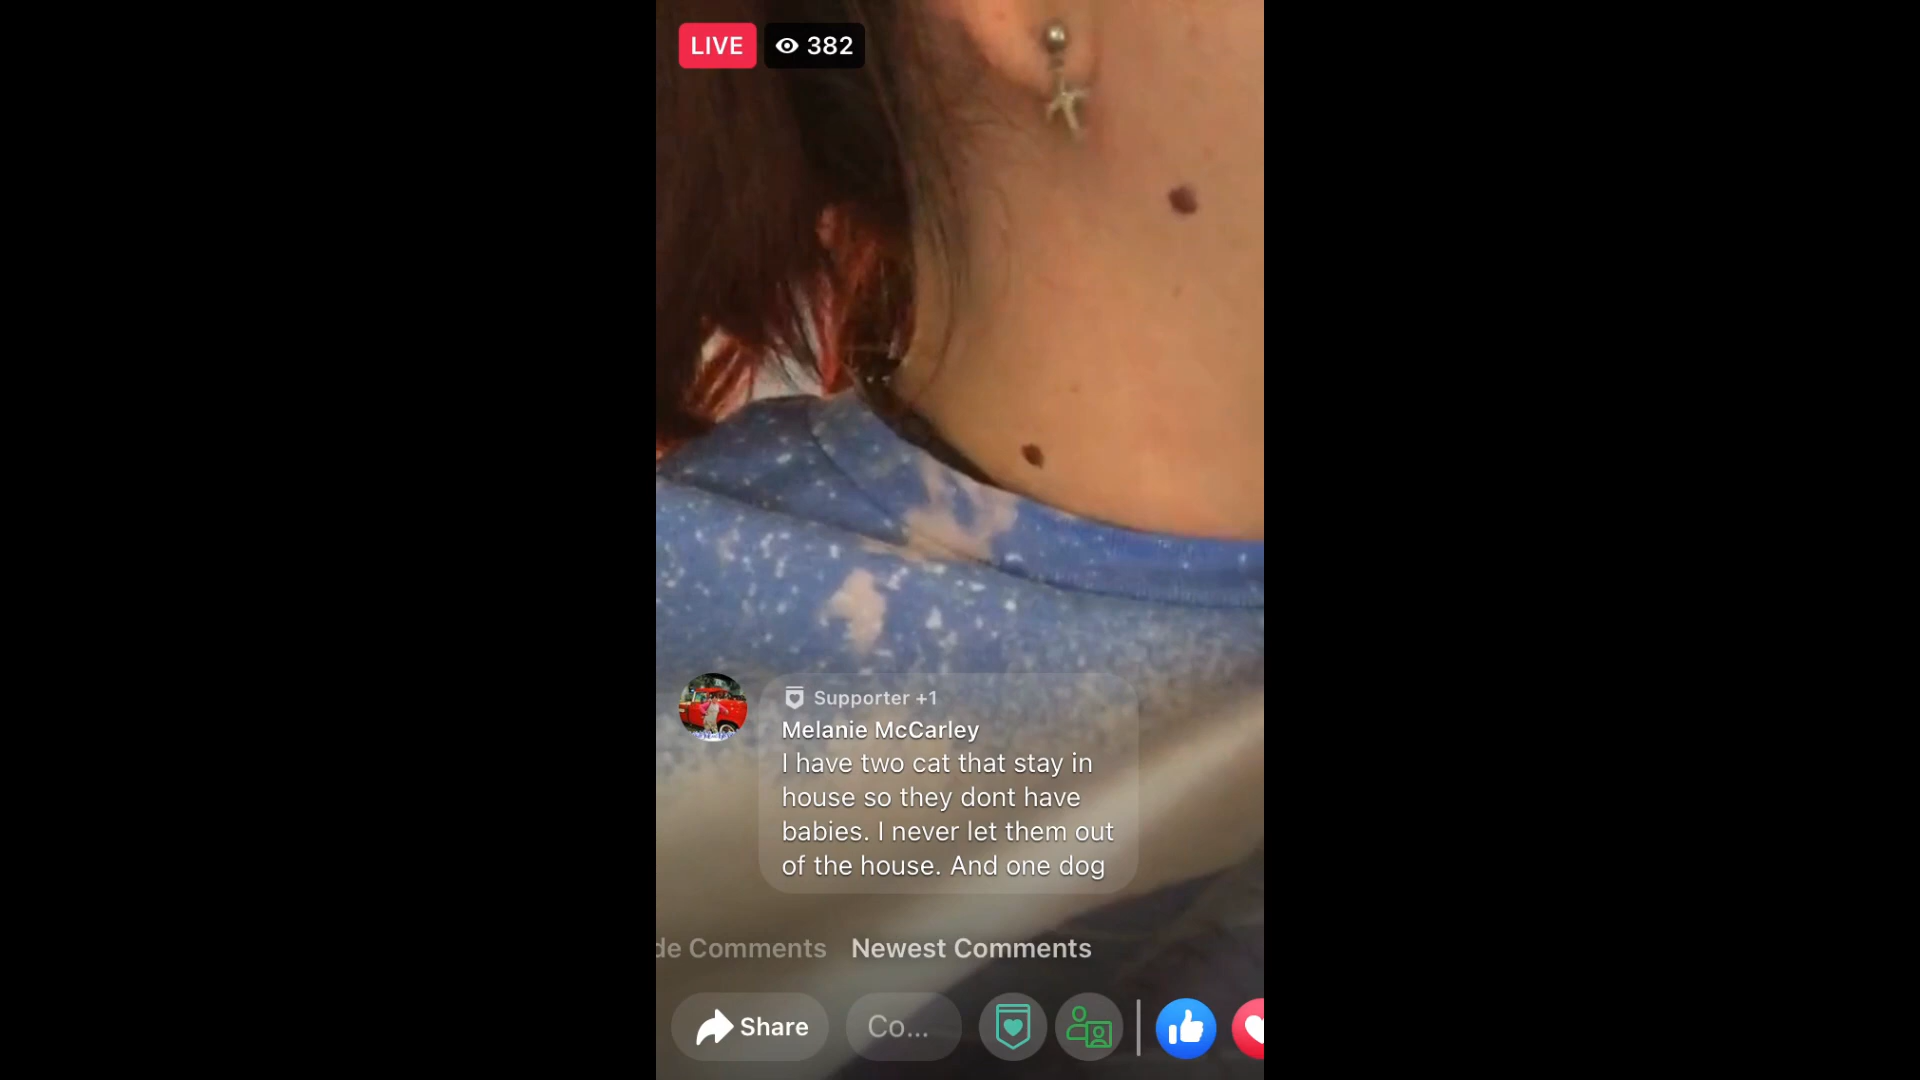 LIVE 382
Supporter +1
Melanie McCarley
I have two cat that stay in
house so they dont have
babies. I never let them out
of the house. And one dog
de Comments Newest Comments
Share Co...